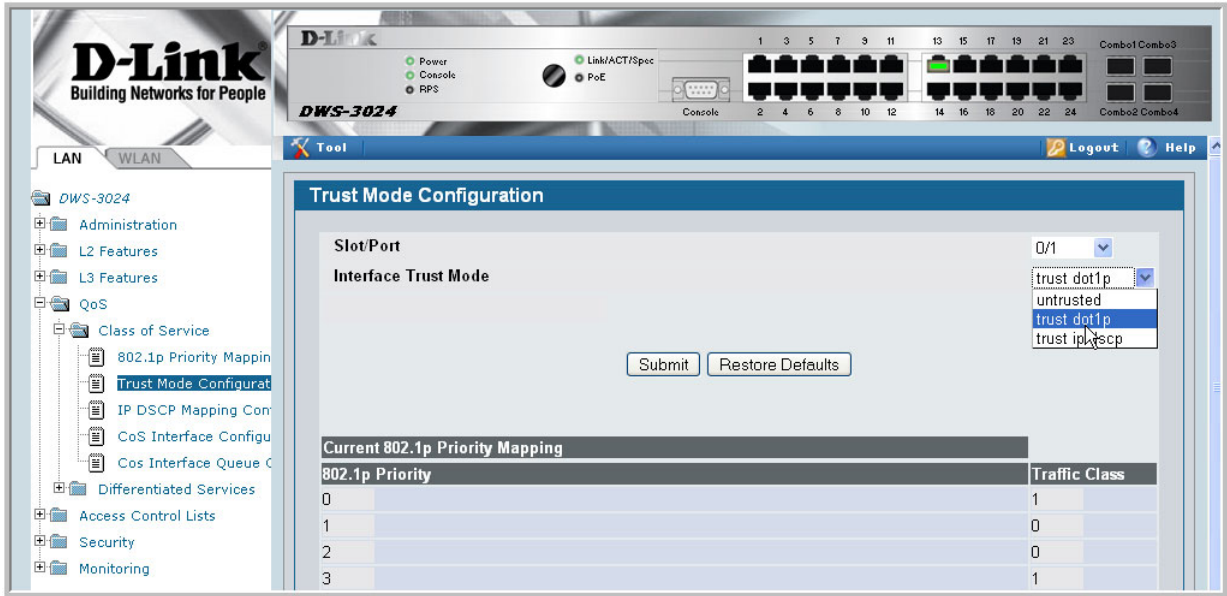 D-Link
Building Networks for People
D-Link
Power
Console
RPS
Link/ACT/Spec
PoE
DWS-3024
Console
1 3 5 7 9 11 13 15 17 19 21 23
Combo1 Combo3
2 4 6 8 10 12 14 16 18 20 22 24
Combo2 Combo4
LAN WLAN
Tool Logout Help
DWS-3024
Administration
L2 Features
L3 Features
QoS
Class of Service
802.1p Priority Mappin
Trust Mode Configurat
IP DSCP Mapping Con
CoS Interface Configu
Cos Interface Queue C
Differentiated Services
Access Control Lists
Security
Monitoring
Trust Mode Configuration
Slot/Port 0/1
Interface Trust Mode trust dot1p
untrusted
trust dot1p
trust ip dscp
Submit Restore Defaults
Current 802.1p Priority Mapping
802.1p Priority Traffic Class
0 1
1 0
2 0
3 1